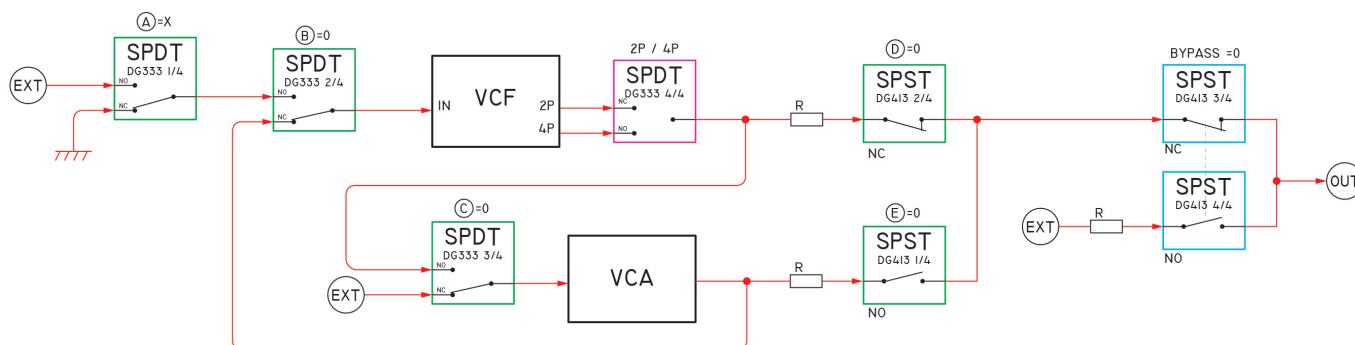 Ⓐ=X
SPDT
DG333 1/4
NO
NC
EXT
Ⓑ=0
SPDT
DG333 2/4
NO
NC
IN
VCF
2P
4P
2P / 4P
SPDT
DG333 4/4
NC
NO
R
Ⓓ=0
SPST
DG413 2/4
NC
BYPASS =0
SPST
DG413 3/4
NC
SPST
DG413 4/4
NO
EXT
R
OUT
Ⓒ=0
SPDT
DG333 3/4
NO
NC
EXT
VCA
R
Ⓔ=0
SPST
DG413 1/4
NO